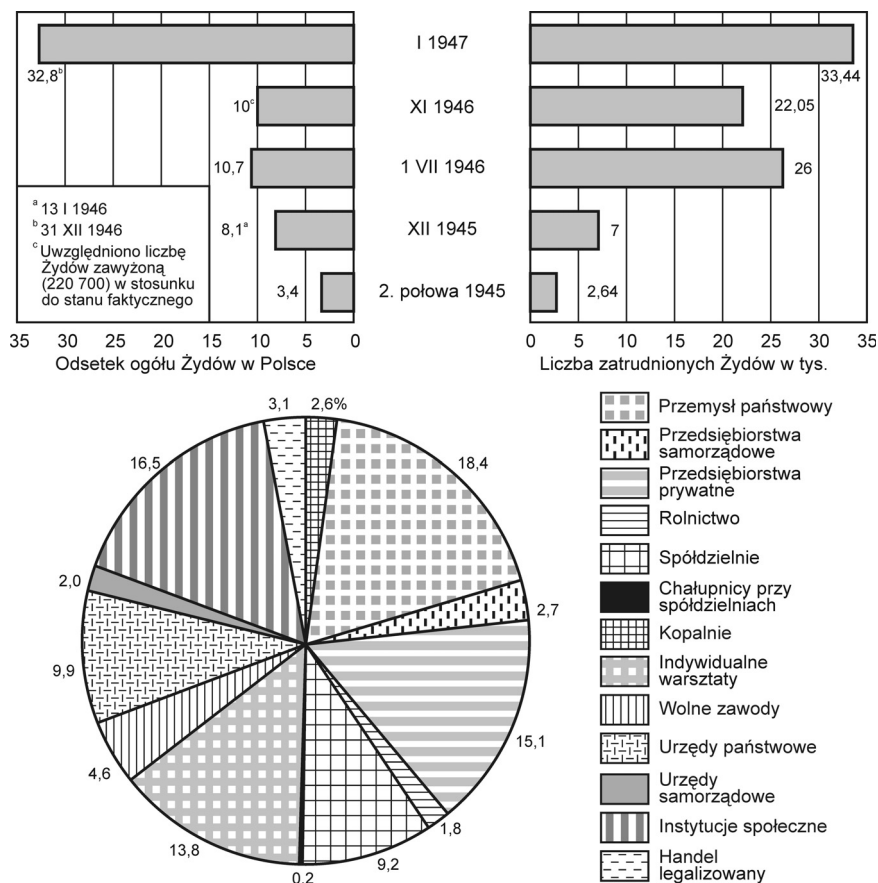 I 1947
32,8b
33,44
XI 1946
10c
22,05
1 VII 1946
10,7
26
a 13 I 1946
b 31 XII 1946
c Uwzględniono liczbę
Żydów zawyżoną
(220 700) w stosunku
do stanu faktycznego
XII 1945
8,1a
7
2. połowa 1945
3,4
2,64
35 30 25 20 15 10 5 0
0 5 10 15 20 25 30 35
Odsetek ogółu Żydów w Polsce
Liczba zatrudnionych Żydów w tys.
3,1
2,6%
18,4
2,7
15,1
1,8
9,2
0,2
13,8
4,6
9,9
2,0
16,5
Przemysł państwowy
Przedsiębiorstwa
samorządowe
Przedsiębiorstwa
prywatne
Rolnictwo
Spółdzielnie
Chałupnicy przy
spółdzielniach
Kopalnie
Indywidualne
warsztaty
Wolne zawody
Urzędy państwowe
Urzędy
samorządowe
Instytucje społeczne
Handel
legalizowany